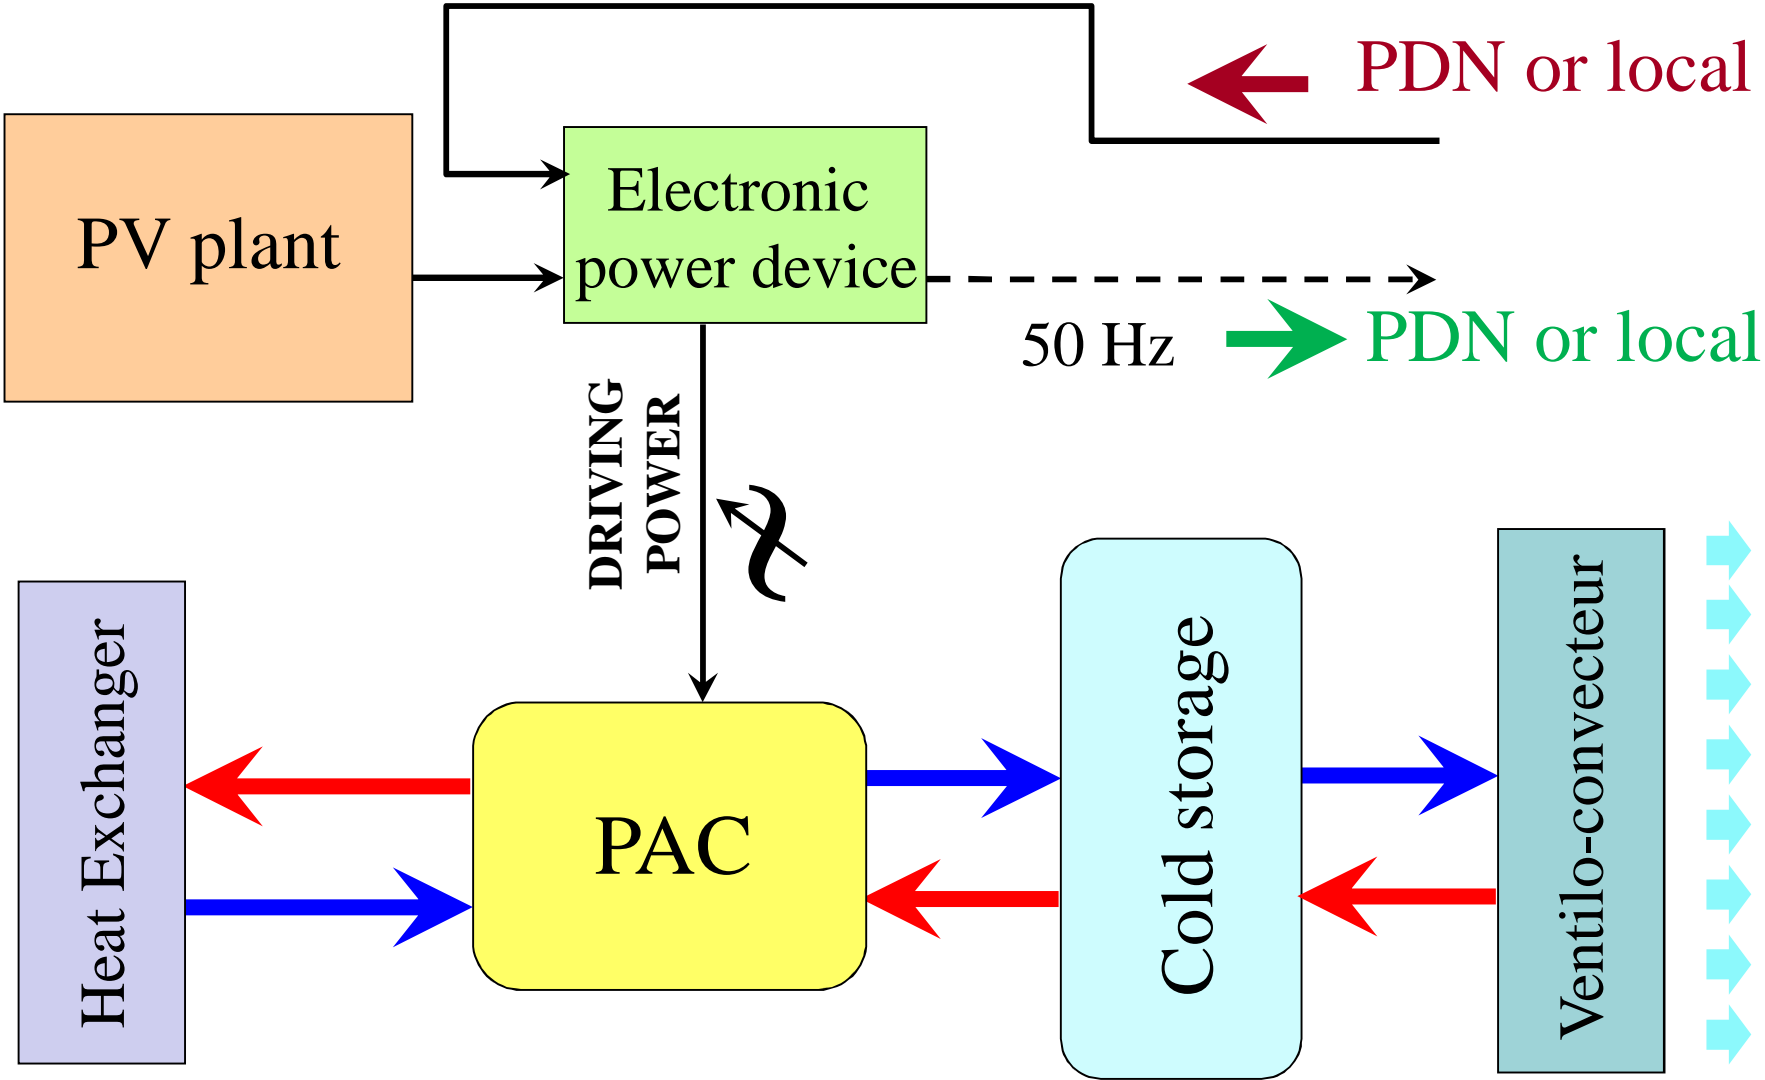 PDN or local
PV plant
Electronic
power device
50 Hz
PDN or local
DRIVING
POWER
Heat Exchanger
PAC
Cold storage
Ventilo-convecteur